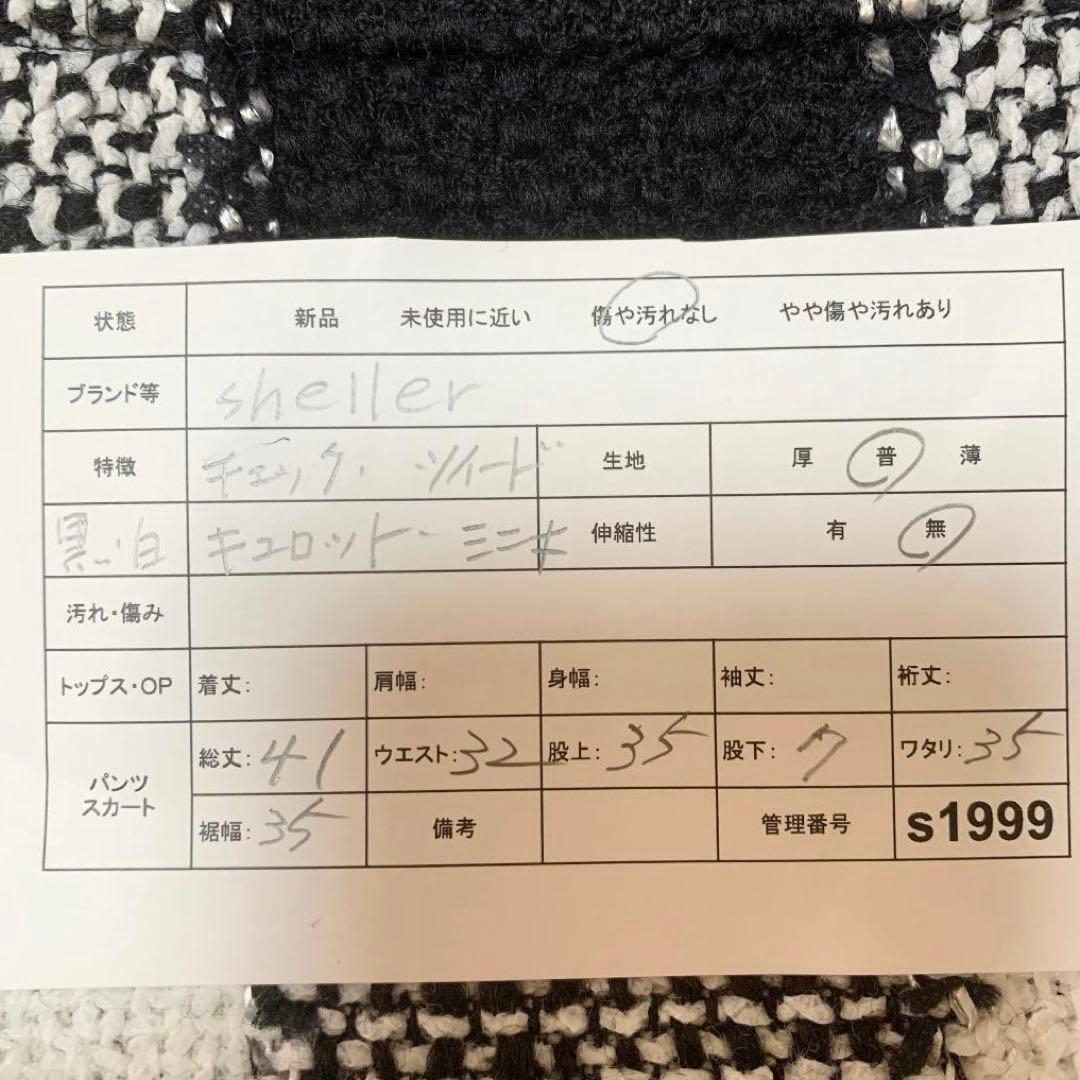 状態 新品 未使用に近い 傷や汚れなし やや傷や汚れあり
ブランド等 sheller
特徴 チェック・ ツイード 生地 厚 普 薄
黒・白 キュロット・ミニ丈 伸縮性 有 無
汚れ・傷み
トップス・OP 着丈: 肩幅: 身幅: 袖丈: 裄丈:
パンツ スカート 総丈:41 ウエスト:32 股上:35 股下:7 ワタリ:35
裾幅:35 備考 管理番号 s1999